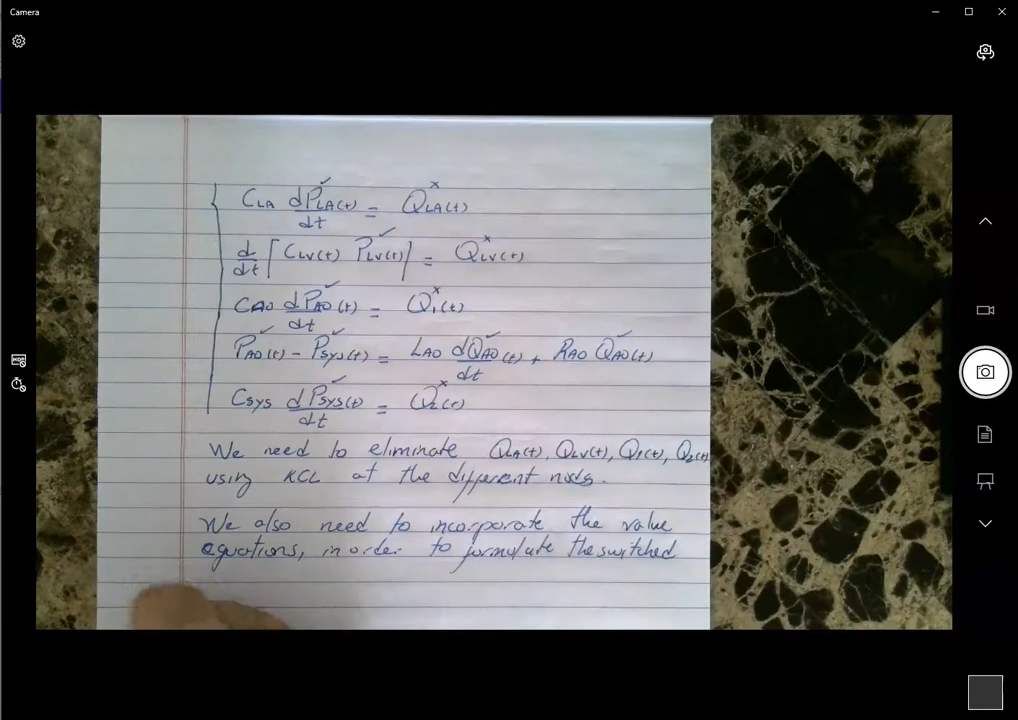 Camera
C_LA dP_LA(t)/dt = Q_LA(t)
d/dt [C_LV(t) P_LV(t)] = Q_LV(t)
C_AO dP_AO(t)/dt = Q_1(t)
P_AO(t) - P_SYS(t) = L_AO dQ_AO(t)/dt + R_AO Q_AO(t)
C_SYS dP_SYS(t)/dt = Q_2(t)
We need to eliminate Q_LA(t), Q_LV(t), Q_1(t), Q_2(t)
using KCL at the different nods.
We also need to incorporate the value
equations, in order to formulate the switched